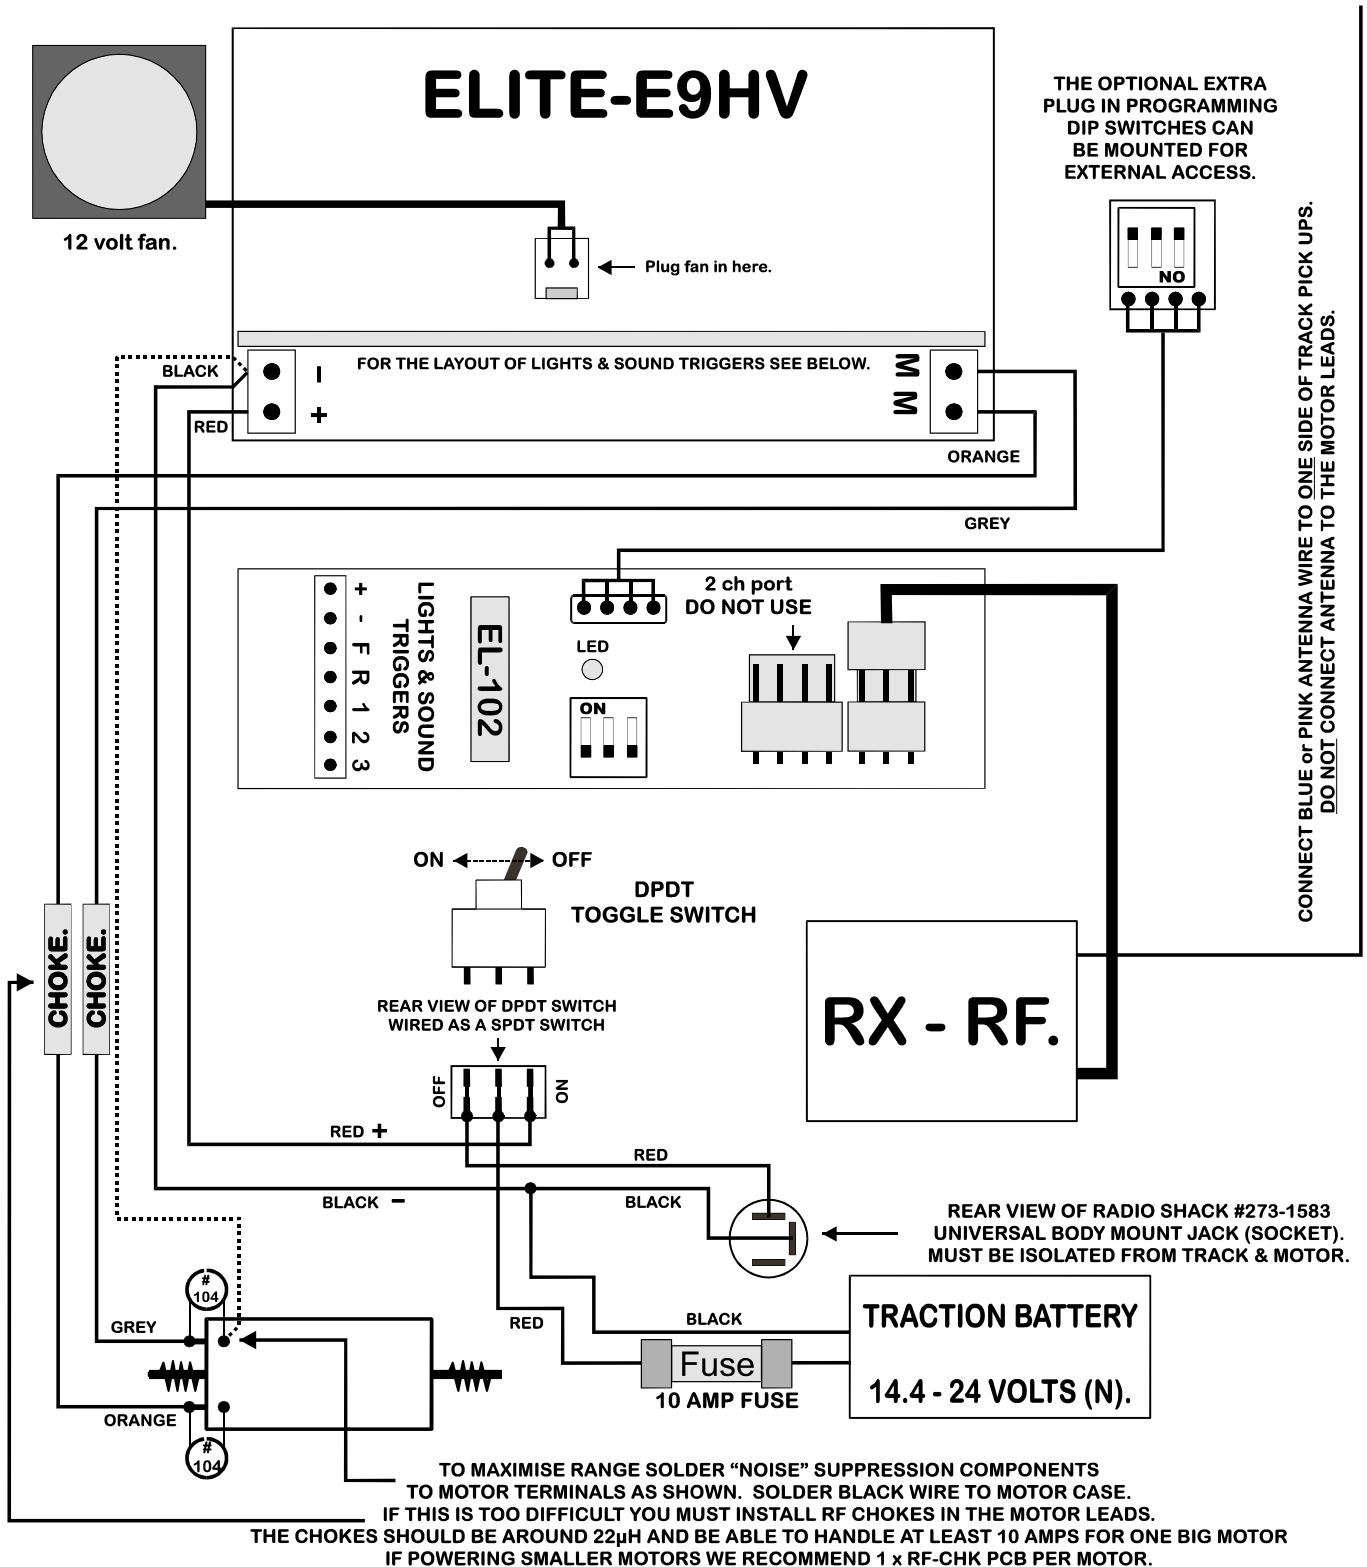 ELITE-E9HV
12 volt fan.
Plug fan in here.
THE OPTIONAL EXTRA
PLUG IN PROGRAMMING
DIP SWITCHES CAN
BE MOUNTED FOR
EXTERNAL ACCESS.
NO
FOR THE LAYOUT OF LIGHTS & SOUND TRIGGERS SEE BELOW.
BLACK
–
+
RED
M
M
ORANGE
GREY
CONNECT BLUE or PINK ANTENNA WIRE TO ONE SIDE OF TRACK PICK UPS.
DO NOT CONNECT ANTENNA TO THE MOTOR LEADS.
+
-
F
R
1
2
3
LIGHTS & SOUND
TRIGGERS
EL-102
LED
ON
2 ch port
DO NOT USE
ON
OFF
DPDT
TOGGLE SWITCH
REAR VIEW OF DPDT SWITCH
WIRED AS A SPDT SWITCH
OFF
ON
CHOKE.
CHOKE.
RX - RF.
RED +
RED
BLACK –
BLACK
REAR VIEW OF RADIO SHACK #273-1583
UNIVERSAL BODY MOUNT JACK (SOCKET).
MUST BE ISOLATED FROM TRACK & MOTOR.
RED
BLACK
Fuse
10 AMP FUSE
TRACTION BATTERY
14.4 - 24 VOLTS (N).
#
104
GREY
ORANGE
#
104
TO MAXIMISE RANGE SOLDER “NOISE” SUPPRESSION COMPONENTS
TO MOTOR TERMINALS AS SHOWN. SOLDER BLACK WIRE TO MOTOR CASE.
IF THIS IS TOO DIFFICULT YOU MUST INSTALL RF CHOKES IN THE MOTOR LEADS.
THE CHOKES SHOULD BE AROUND 22µH AND BE ABLE TO HANDLE AT LEAST 10 AMPS FOR ONE BIG MOTOR
IF POWERING SMALLER MOTORS WE RECOMMEND 1 x RF-CHK PCB PER MOTOR.